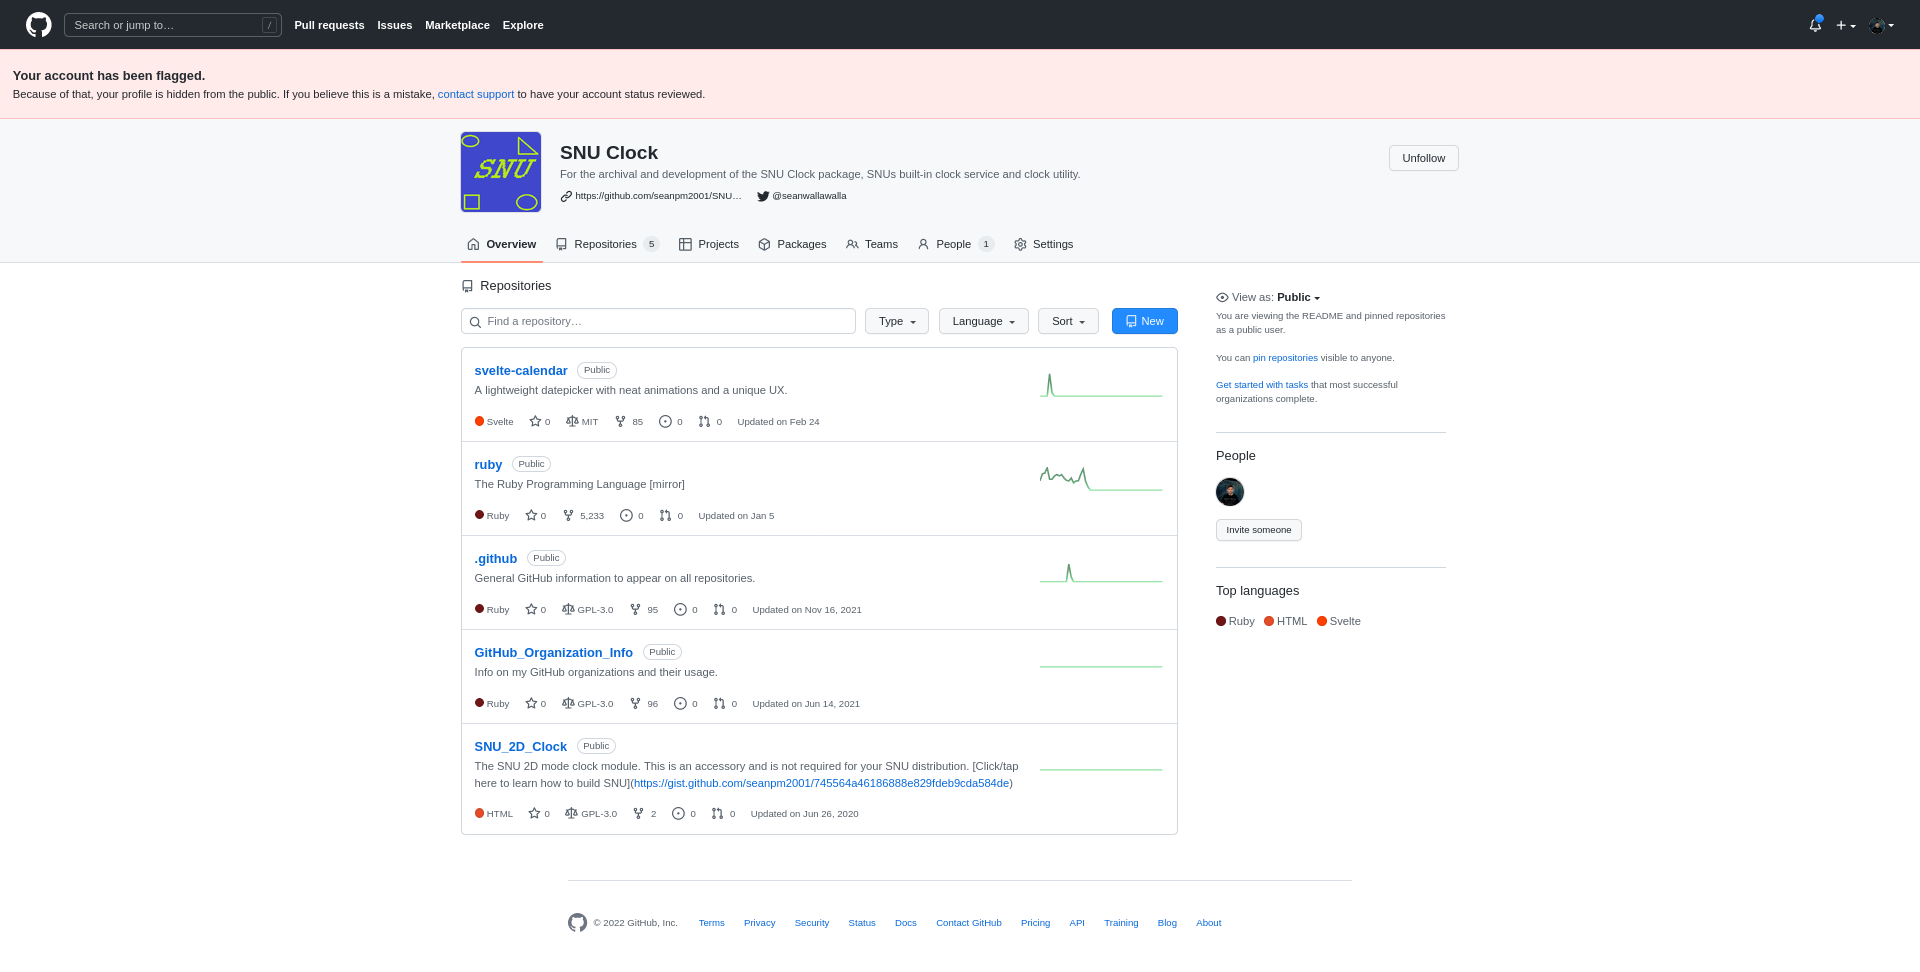 Search or jump to… /
Pull requests Issues Marketplace Explore
Your account has been flagged.
Because of that, your profile is hidden from the public. If you believe this is a mistake, contact support to have your account status reviewed.
SNU
SNU Clock
For the archival and development of the SNU Clock package, SNUs built-in clock service and clock utility.
https://github.com/seanpm2001/SNU… @seanwallawalla
Unfollow
Overview Repositories 5 Projects Packages Teams People 1 Settings
Repositories
Find a repository… Type Language Sort New
svelte-calendar Public
A lightweight datepicker with neat animations and a unique UX.
Svelte 0 MIT 85 0 0 Updated on Feb 24
ruby Public
The Ruby Programming Language [mirror]
Ruby 0 5,233 0 0 Updated on Jan 5
.github Public
General GitHub information to appear on all repositories.
Ruby 0 GPL-3.0 95 0 0 Updated on Nov 16, 2021
GitHub_Organization_Info Public
Info on my GitHub organizations and their usage.
Ruby 0 GPL-3.0 96 0 0 Updated on Jun 14, 2021
SNU_2D_Clock Public
The SNU 2D mode clock module. This is an accessory and is not required for your SNU distribution. [Click/tap
here to learn how to build SNU](https://gist.github.com/seanpm2001/745564a46186888e829fdeb9cda584de)
HTML 0 GPL-3.0 2 0 0 Updated on Jun 26, 2020
View as: Public
You are viewing the README and pinned repositories
as a public user.
You can pin repositories visible to anyone.
Get started with tasks that most successful
organizations complete.
People
Invite someone
Top languages
Ruby HTML Svelte
© 2022 GitHub, Inc. Terms Privacy Security Status Docs Contact GitHub Pricing API Training Blog About